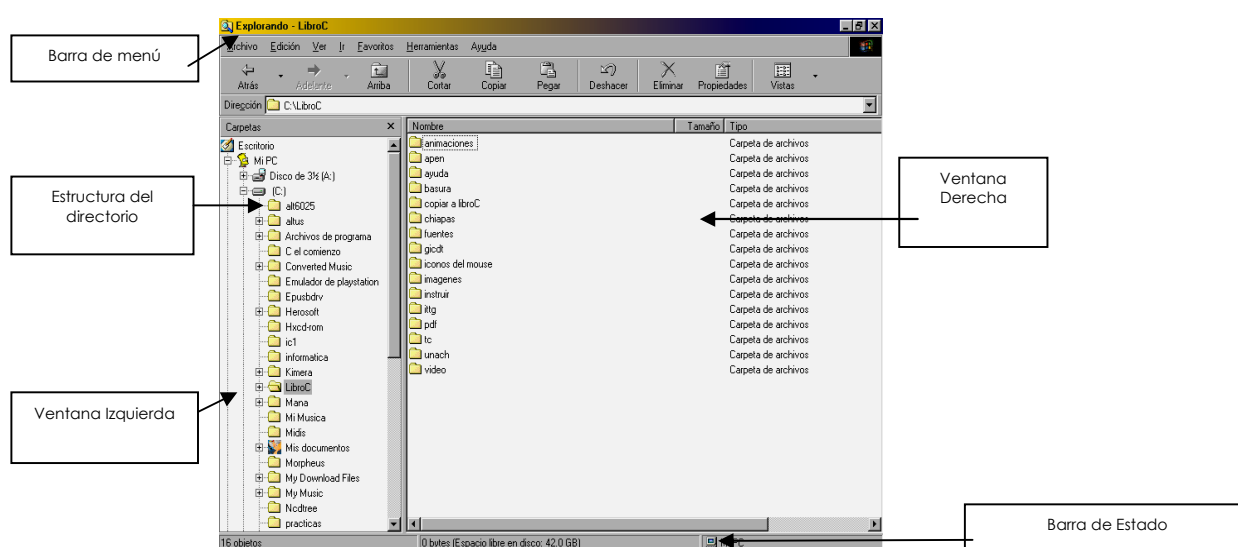 Explorando - LibroC
Archivo Edición Ver Ir Favoritos Herramientas Ayuda
Barra de menú
Atrás Adelante Arriba Cortar Copiar Pegar Deshacer Eliminar Propiedades Vistas
Dirección C:\LibroC
Carpetas
Escritorio
Mi PC
Disco de 3½ (A:)
(C:)
alt6025
altus
Archivos de programa
C el comienzo
Converted Music
Emulador de playstation
Epusbdrv
Herosoft
Hxcd-rom
ic1
informatica
Kimera
LibroC
Mana
Mi Musica
Midis
Mis documentos
Morpheus
My Download Files
My Music
Ncdtree
practicas
Nombre Tamaño Tipo
animaciones Carpeta de archivos
apen Carpeta de archivos
ayuda Carpeta de archivos
basura Carpeta de archivos
copiar a libroC Carpeta de archivos
chiapas Carpeta de archivos
fuentes Carpeta de archivos
gicdt Carpeta de archivos
iconos del mouse Carpeta de archivos
imagenes Carpeta de archivos
instruir Carpeta de archivos
ittg Carpeta de archivos
pdf Carpeta de archivos
tc Carpeta de archivos
unach Carpeta de archivos
video Carpeta de archivos
Estructura del
directorio
Ventana
Derecha
Ventana Izquierda
Barra de Estado
16 objetos 0 bytes (Espacio libre en disco: 42.0 GB) PC